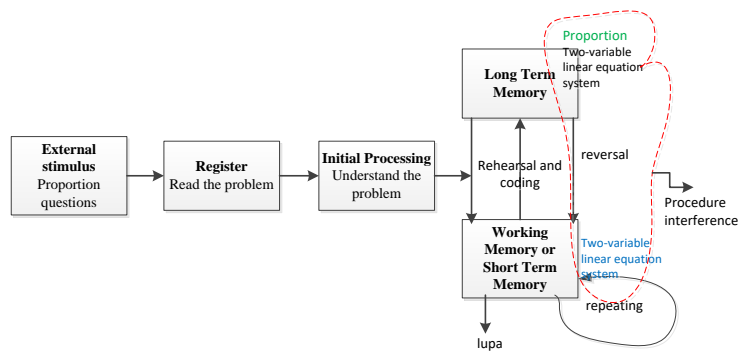 External
stimulus
Proportion
questions
Register
Read the problem
Initial Processing
Understand the
problem
Long Term
Memory
Proportion
Two-variable
linear equation
system
Rehearsal and
coding
reversal
Procedure
interference
Working
Memory or
Short Term
Memory
Two-variable
linear equation
system
repeating
lupa